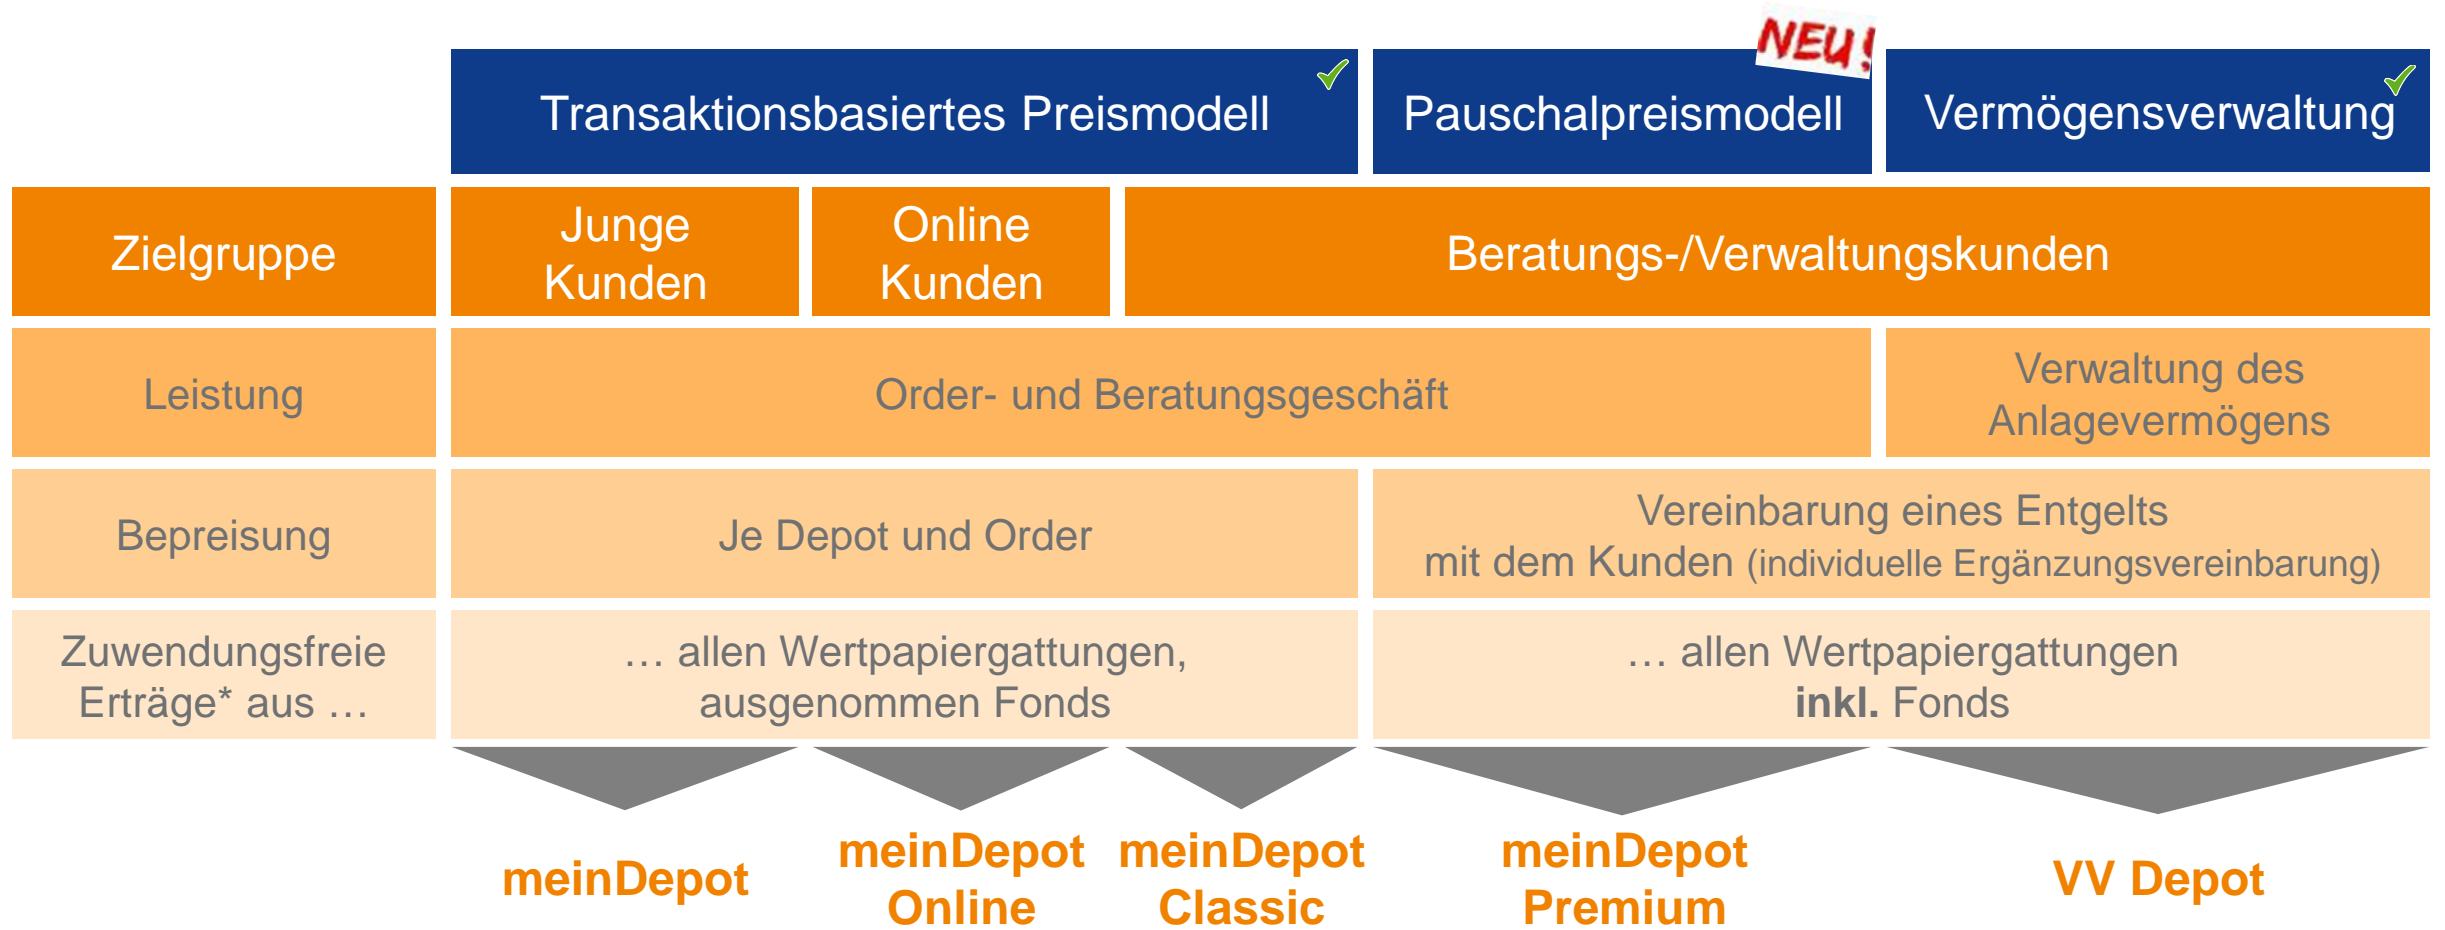 NEU!
Transaktionsbasiertes Preismodell
Pauschalpreismodell
Vermögensverwaltung
Zielgruppe
Junge
Kunden
Online
Kunden
Beratungs-/Verwaltungskunden
Leistung
Order- und Beratungsgeschäft
Verwaltung des
Anlagevermögens
Bepreisung
Je Depot und Order
Vereinbarung eines Entgelts
mit dem Kunden (individuelle Ergänzungsvereinbarung)
Zuwendungsfreie
Erträge* aus …
… allen Wertpapiergattungen,
ausgenommen Fonds
… allen Wertpapiergattungen
inkl. Fonds
meinDepot
meinDepot
Online
meinDepot
Classic
meinDepot
Premium
VV Depot